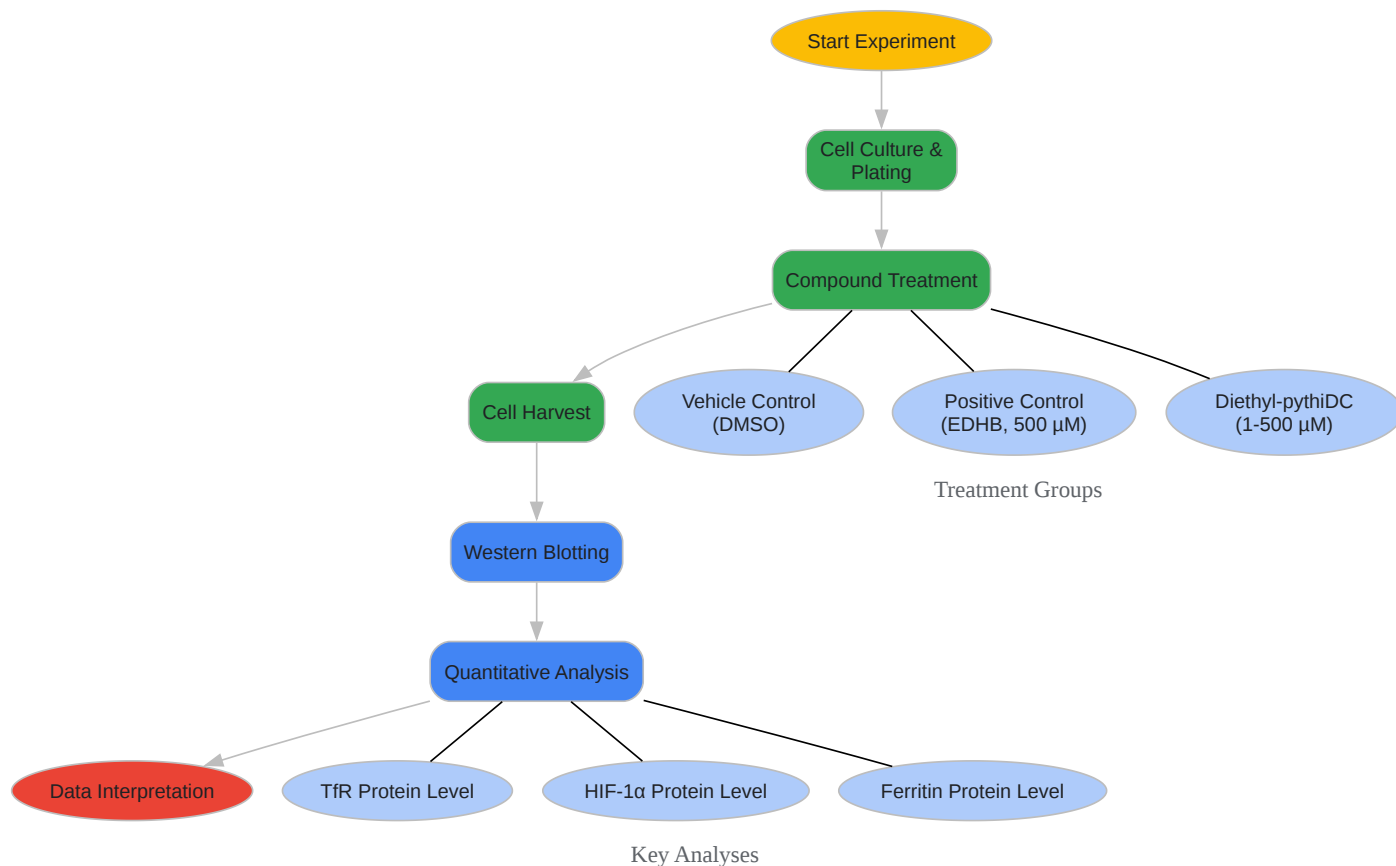 Start Experiment
Cell Culture &
Plating
Compound Treatment
Cell Harvest
Vehicle Control
(DMSO)
Positive Control
(EDHB, 500 µM)
Diethyl-pythiDC
(1-500 µM)
Treatment Groups
Western Blotting
Quantitative Analysis
Data Interpretation
TfR Protein Level
HIF-1α Protein Level
Ferritin Protein Level
Key Analyses